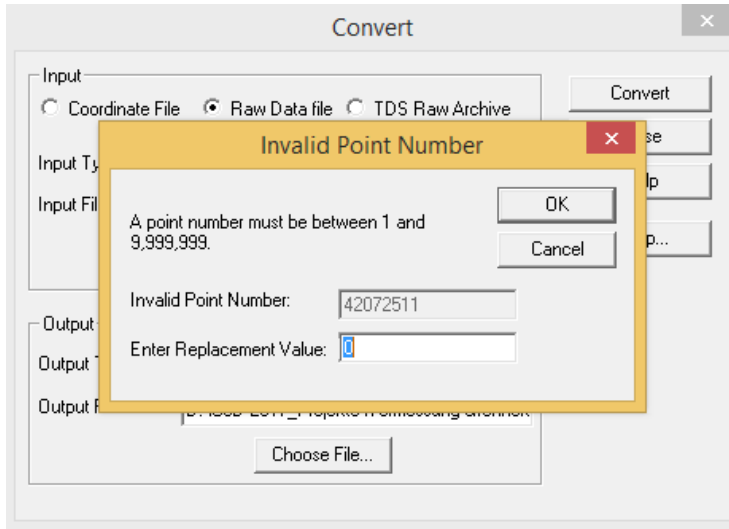 Convert
Input
Coordinate File Raw Data file TDS Raw Archive
Convert
Invalid Point Number
A point number must be between 1 and
9,999,999.
OK
Cancel
Invalid Point Number: 42072511
Enter Replacement Value: 0
Input
Input
Output
Output
Output
Choose File...